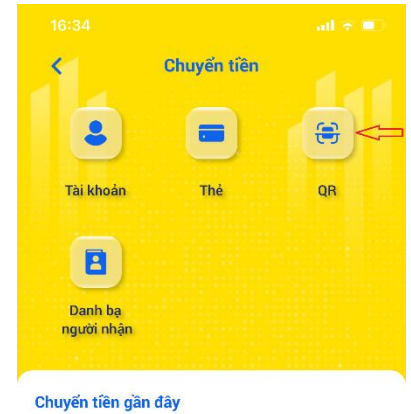 16:34
Chuyển tiền
Tài khoản
Thẻ
QR
Danh bạ
người nhận
Chuyển tiền gần đây